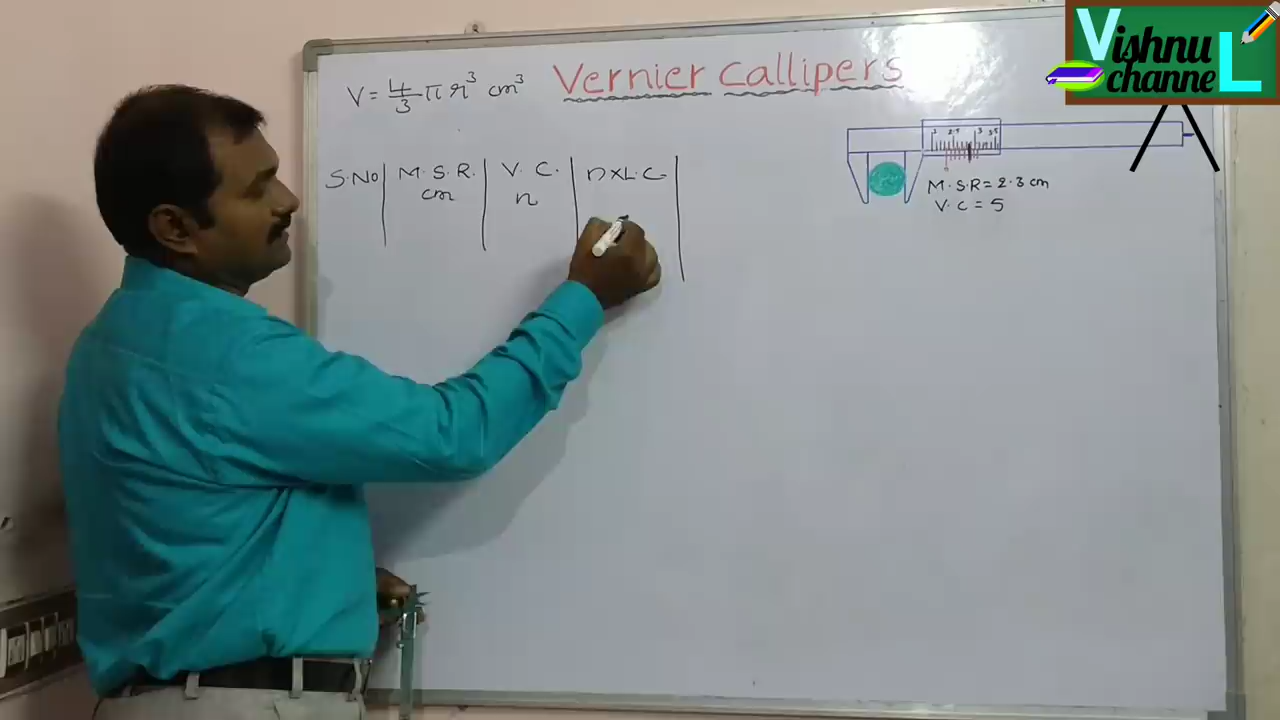 V = 4/3 π r³ cm³
Vernier Callipers
Vishnu
channeL
S.No
M.S.R.
cm
V.C.
n
n×L.C.
M.S.R = 2.3 cm
V.C = 5